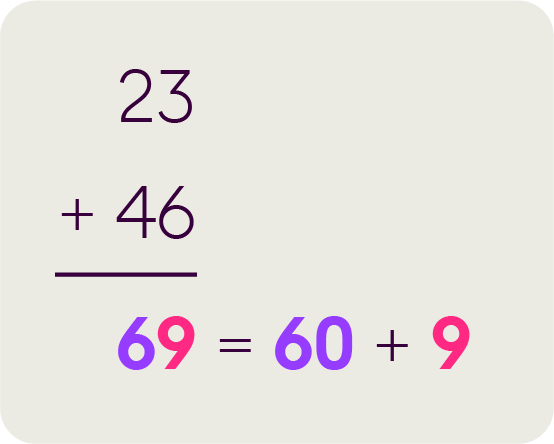 23
+ 46
69 = 60 + 9